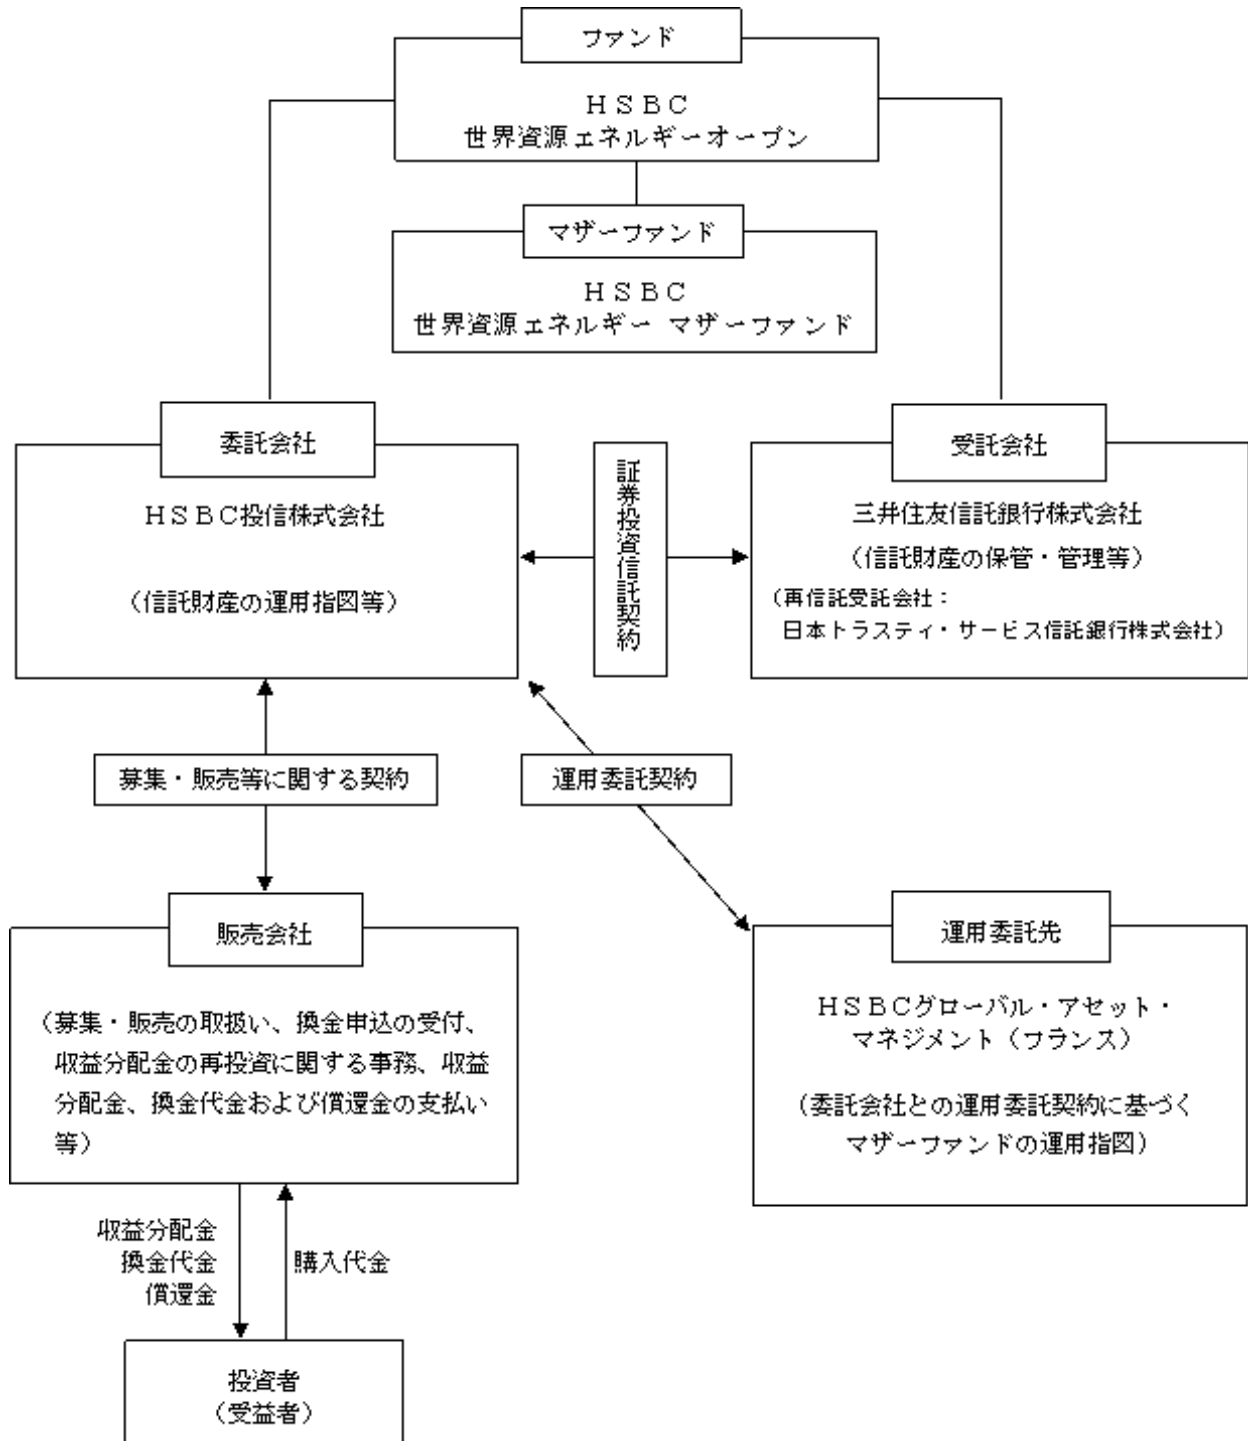 ファンド
ＨＳＢＣ
世界資源エネルギーオープン
マザーファンド
ＨＳＢＣ
世界資源エネルギー マザーファンド
委託会社
ＨＳＢＣ投信株式会社
（信託財産の運用指図等）
証券投資信託契約
受託会社
三井住友信託銀行株式会社
（信託財産の保管・管理等）
（再信託受託会社：
日本トラスティ・サービス信託銀行株式会社）
募集・販売等に関する契約
運用委託契約
販売会社
（募集・販売の取扱い、換金申込の受付、
収益分配金の再投資に関する事務、収益
分配金、換金代金および償還金の支払い
等）
運用委託先
ＨＳＢＣグローバル・アセット・
マネジメント（フランス）
（委託会社との運用委託契約に基づく
マザーファンドの運用指図）
収益分配金
換金代金
償還金
購入代金
投資者
（受益者）